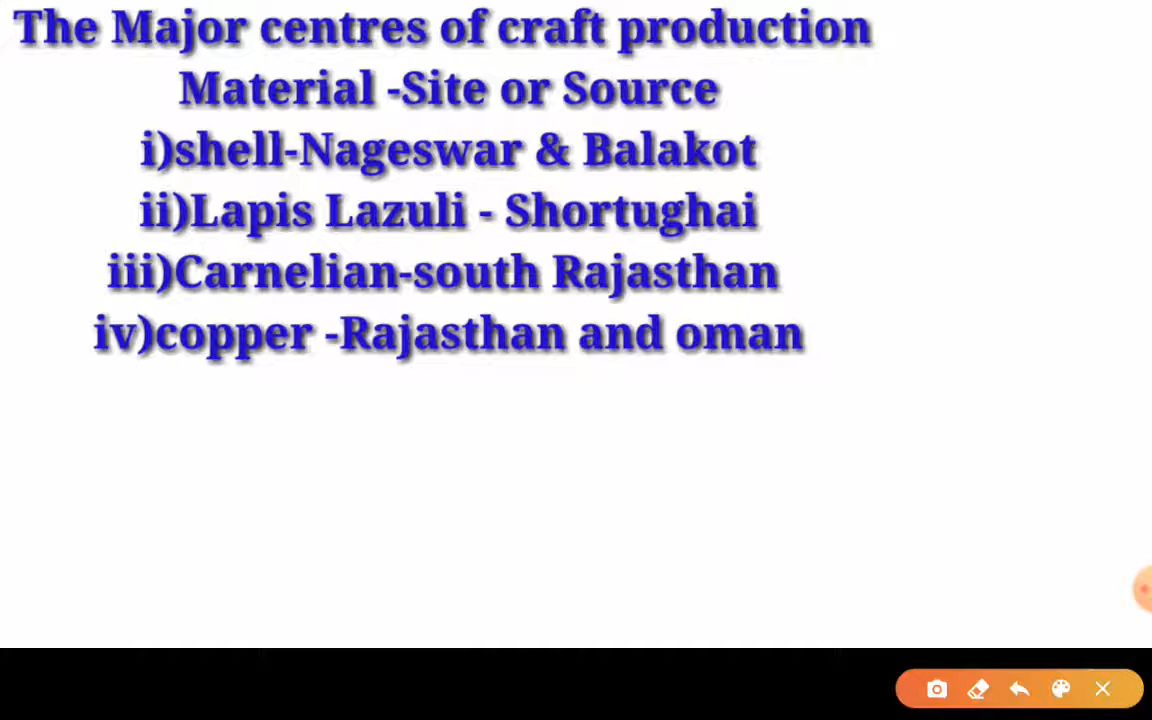 The Major centres of craft production
Material -Site or Source
i)shell-Nageswar & Balakot
ii)Lapis Lazuli - Shortughai
iii)Carnelian-south Rajasthan
iv)copper -Rajasthan and oman